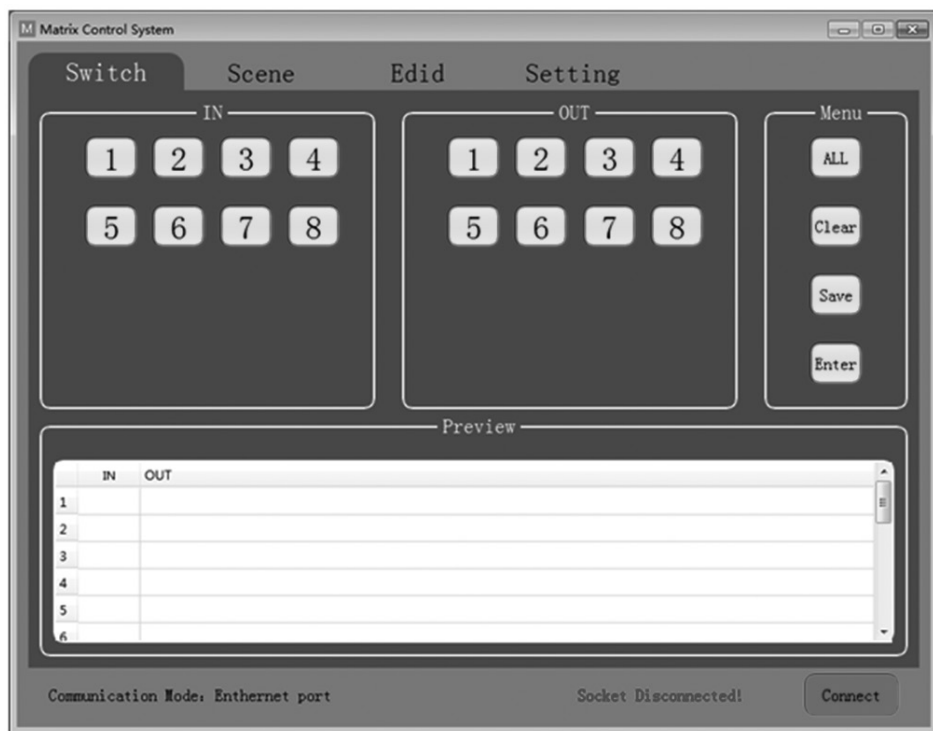 M Matrix Control System
Switch Scene Edid Setting
IN OUT Menu
1 2 3 4 1 2 3 4 ALL
5 6 7 8 5 6 7 8 Clear
Save
Enter
Preview
IN OUT
1
2
3
4
5
6
Communication Mode: Enthernet port Socket Disconnected! Connect